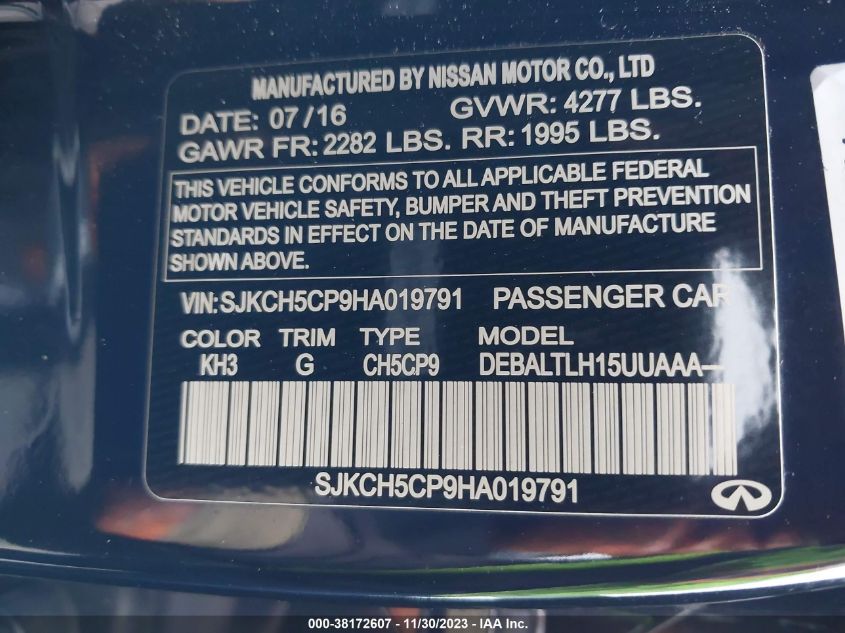 MANUFACTURED BY NISSAN MOTOR CO., LTD
DATE: 07/16 GVWR: 4277 LBS.
GAWR FR: 2282 LBS. RR: 1995 LBS.
THIS VEHICLE CONFORMS TO ALL APPLICABLE FEDERAL
MOTOR VEHICLE SAFETY, BUMPER AND THEFT PREVENTION
STANDARDS IN EFFECT ON THE DATE OF MANUFACTURE
SHOWN ABOVE.
VIN:SJKCH5CP9HA019791 PASSENGER CAR
COLOR TRIM TYPE MODEL
KH3 G CH5CP9 DEBALTLH15UUAAA–
SJKCH5CP9HA019791
000-38172607 - 11/30/2023 - IAA Inc.